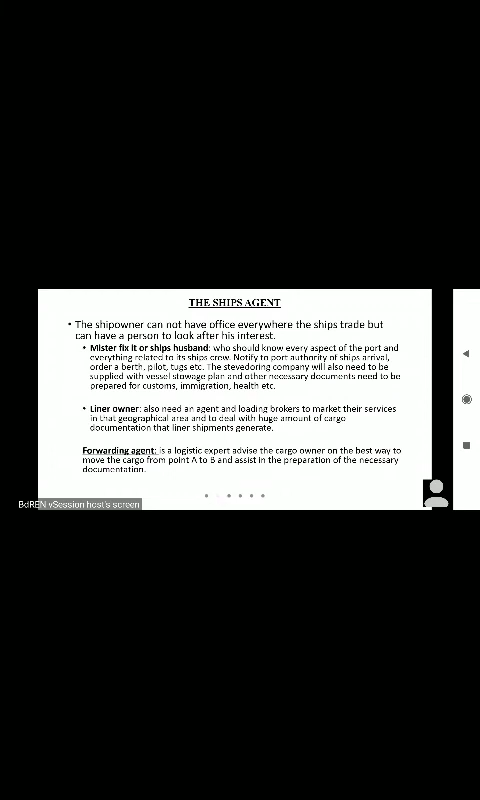 THE SHIPS AGENT
• The shipowner can not have office everywhere the ships trade but
can have a person to look after his interest.
• Mister fix it or ships husband: who should know every aspect of the port and
everything related to its ships crew. Notify to port authority of ships arrival,
order a berth, pilot, tugs etc. The stevedoring company will also need to be
supplied with vessel stowage plan and other necessary documents need to be
prepared for customs, immigration, health etc.
• Liner owner: also need an agent and loading brokers to market their services
in that geographical area and to deal with huge amount of cargo
documentation that liner shipments generate.
Forwarding agent: is a logistic expert advise the cargo owner on the best way to
move the cargo from point A to B and assist in the preparation of the necessary
documentation.
BdREN vSession host's screen